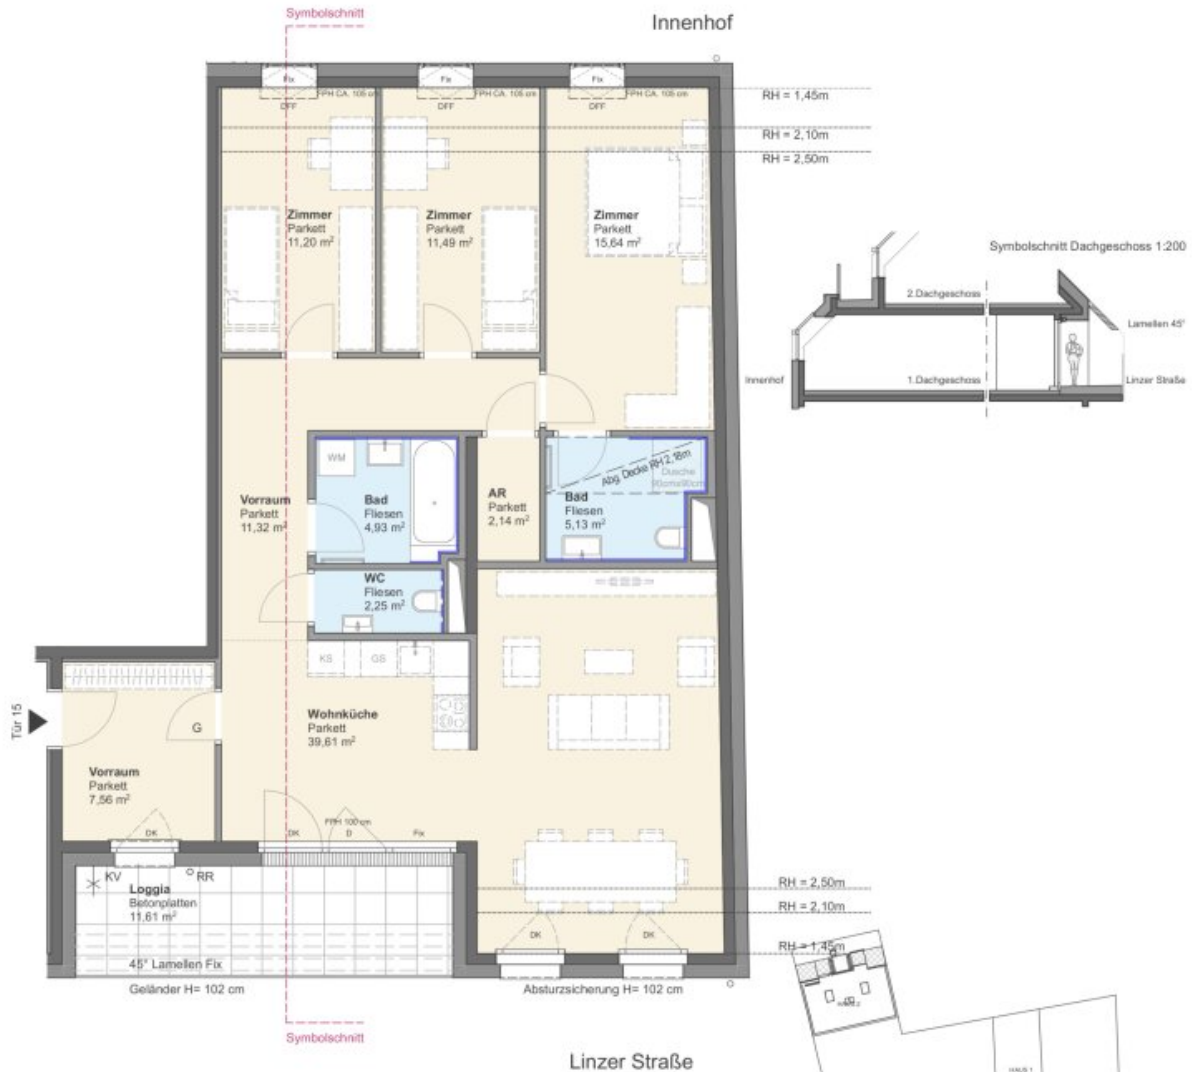 Symbolschnitt
Innenhof
Fix
Fix
Fix
FPH CA. 105 cm
FPH CA. 105 cm
FPH CA. 105 cm
DFF
DFF
DFF
RH = 1,45m
RH = 2,10m
RH = 2,50m
Zimmer
Parkett
11,20 m²
Zimmer
Parkett
11,49 m²
Zimmer
Parkett
15,64 m²
Symbolschnitt Dachgeschoss 1:200
2.Dachgeschoss
Lamellen 45°
Innenhof
1.Dachgeschoss
Linzer Straße
WM
Abg. Decke RH 2,18m
Dusche
90cmx90cm
Vorraum
Parkett
11,32 m²
Bad
Fliesen
4,93 m²
AR
Parkett
2,14 m²
Bad
Fliesen
5,13 m²
WC
Fliesen
2,25 m²
KS
GS
Tür 15
G
Wohnküche
Parkett
39,61 m²
Vorraum
Parkett
7,56 m²
FPH 100 cm
DK
DK
D
Fix
KV
RR
Loggia
Betonplatten
11,61 m²
RH = 2,50m
RH = 2,10m
DK
DK
RH = 1,45m
45° Lamellen Fix
Geländer H= 102 cm
Absturzsicherung H= 102 cm
HAUS 2
Symbolschnitt
Linzer Straße
HAUS 1